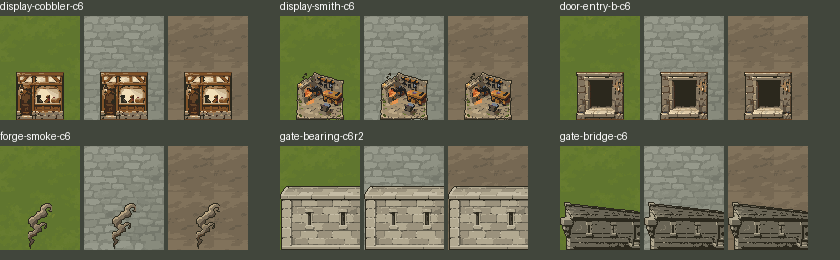 display-cobbler-c6
display-smith-c6
door-entry-b-c6
forge-smoke-c6
gate-bearing-c6r2
gate-bridge-c6